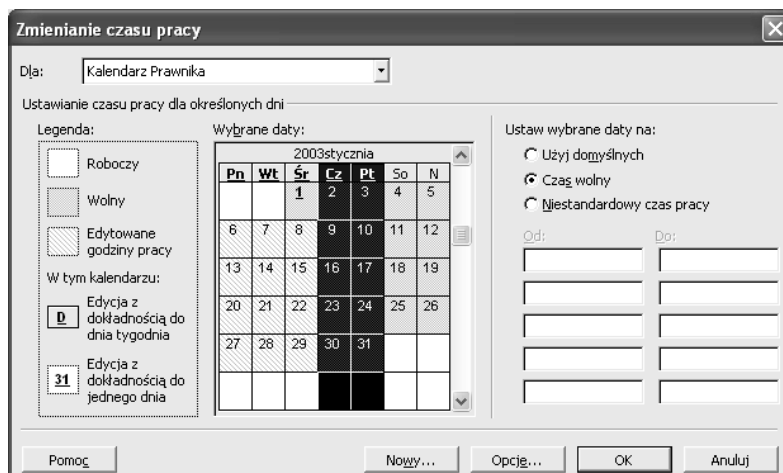 Zmienianie czasu pracy
Dla: Kalendarz Prawnika
Ustawianie czasu pracy dla określonych dni
Legenda:
Roboczy
Wolny
Edytowane
godziny pracy
W tym kalendarzu:
D Edycja z
dokładnością do
dnia tygodnia
31 Edycja z
dokładnością do
jednego dnia
Wybrane daty:
2003stycznia
Pn Wt Śr Cz Pt So N
1 2 3 4 5
6 7 8 9 10 11 12
13 14 15 16 17 18 19
20 21 22 23 24 25 26
27 28 29 30 31
Ustaw wybrane daty na:
Użyj domyślnych
Czas wolny
Niestandardowy czas pracy
Od: Do:
Pomoc Nowy... Opcje... OK Anuluj